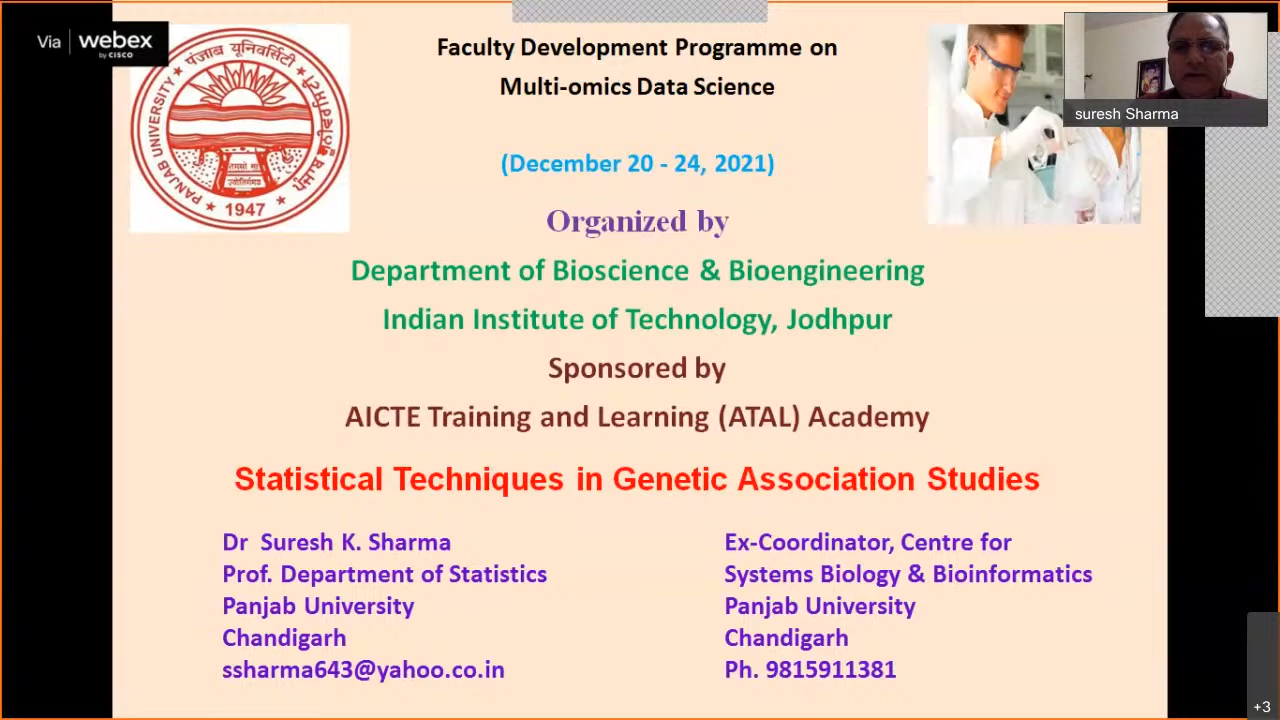 Via webex
by CISCO
पंजाब यूनिवर्सिटी
PANJAB UNIVERSITY
तमसो मा
ज्योतिर्गमय
1947
Faculty Development Programme on
Multi-omics Data Science
(December 20 - 24, 2021)
suresh Sharma
Organized by
Department of Bioscience & Bioengineering
Indian Institute of Technology, Jodhpur
Sponsored by
AICTE Training and Learning (ATAL) Academy
Statistical Techniques in Genetic Association Studies
Dr Suresh K. Sharma
Prof. Department of Statistics
Panjab University
Chandigarh
ssharma643@yahoo.co.in
Ex-Coordinator, Centre for
Systems Biology & Bioinformatics
Panjab University
Chandigarh
Ph. 9815911381
+3